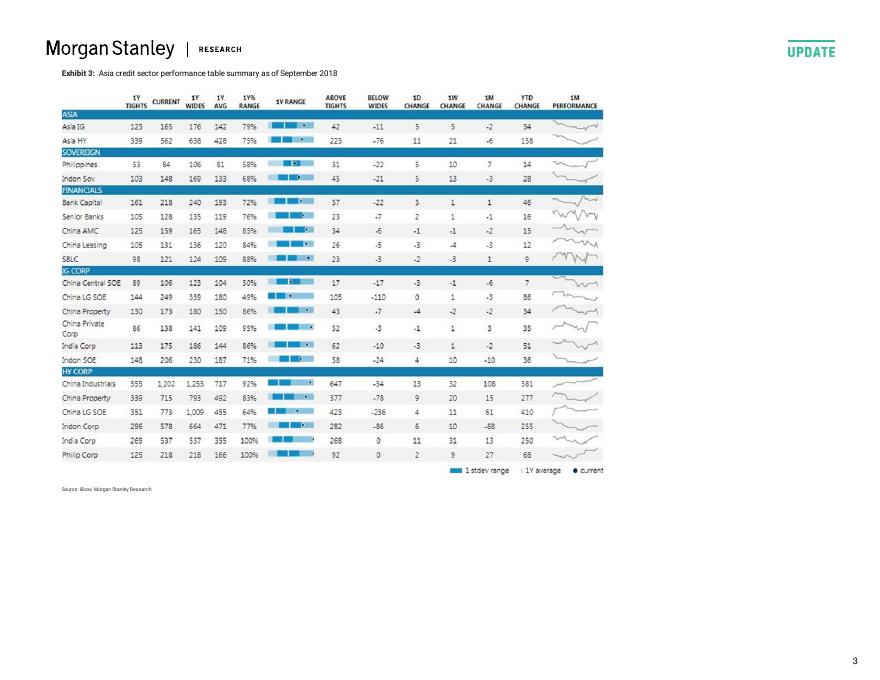 Morgan Stanley | RESEARCH
UPDATE
Exhibit 3: Asia credit sector performance table summary as of September 2018
1Y TIGHTS CURRENT 1Y WIDES 1Y AVG 1Y% RANGE 1Y RANGE ABOVE TIGHTS BELOW WIDES 1D CHANGE 1W CHANGE 1M CHANGE YTD CHANGE 1M PERFORMANCE
ASIA
Asia IG 123 165 176 142 79% 42 -11 5 5 -2 34
Asia HY 339 562 638 428 75% 223 -76 11 21 -6 158
SOVEREIGN
Philippines 53 84 106 81 58% 31 -22 5 10 7 14
Indon Sov 103 148 169 133 68% 45 -21 5 13 -3 28
FINANCIALS
Bank Capital 161 218 240 193 72% 57 -22 3 1 1 46
Senior Banks 105 128 135 119 76% 23 -7 2 1 -1 16
China AMC 125 159 165 148 85% 34 -6 -1 -1 -2 15
China Leasing 105 131 136 120 84% 26 -5 -3 -4 -3 12
SBLC 98 121 124 109 88% 23 -3 -2 -3 1 9
IG CORP
China Central SOE 89 106 123 104 50% 17 -17 -3 -1 -6 7
China LG SOE 144 249 359 180 49% 105 -110 0 1 -3 86
China Property 130 173 180 150 86% 43 -7 -4 -2 -2 34
China Private Corp 86 138 141 109 95% 52 -3 -1 1 3 35
India Corp 113 175 186 144 86% 62 -10 -3 1 -2 51
Indon SOE 148 206 230 187 71% 58 -24 4 10 -10 36
HY CORP
China Industrials 555 1,202 1,255 717 92% 647 -54 13 32 108 581
China Property 339 715 793 492 83% 377 -78 9 20 15 277
China LG SOE 351 773 1,009 455 64% 423 -236 4 11 61 410
Indon Corp 296 578 664 471 77% 282 -86 6 10 -68 255
India Corp 269 537 537 355 100% 268 0 11 31 13 250
Philip Corp 125 218 218 166 100% 92 0 2 9 27 68
1 stdev range 1Y average current
Source: iBoxx, Morgan Stanley Research
3